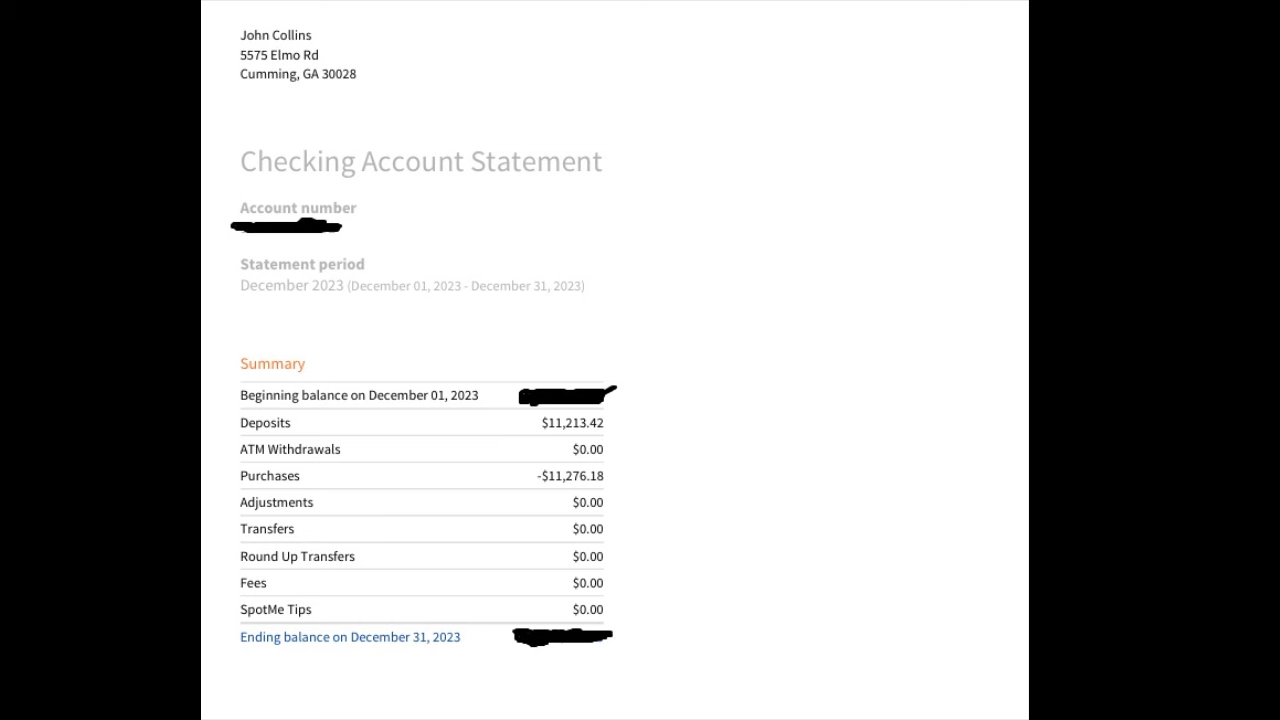 John Collins
5575 Elmo Rd
Cumming, GA 30028
Checking Account Statement
Account number
Statement period
December 2023 (December 01, 2023 - December 31, 2023)
Summary
Beginning balance on December 01, 2023
Deposits $11,213.42
ATM Withdrawals $0.00
Purchases -$11,276.18
Adjustments $0.00
Transfers $0.00
Round Up Transfers $0.00
Fees $0.00
SpotMe Tips $0.00
Ending balance on December 31, 2023